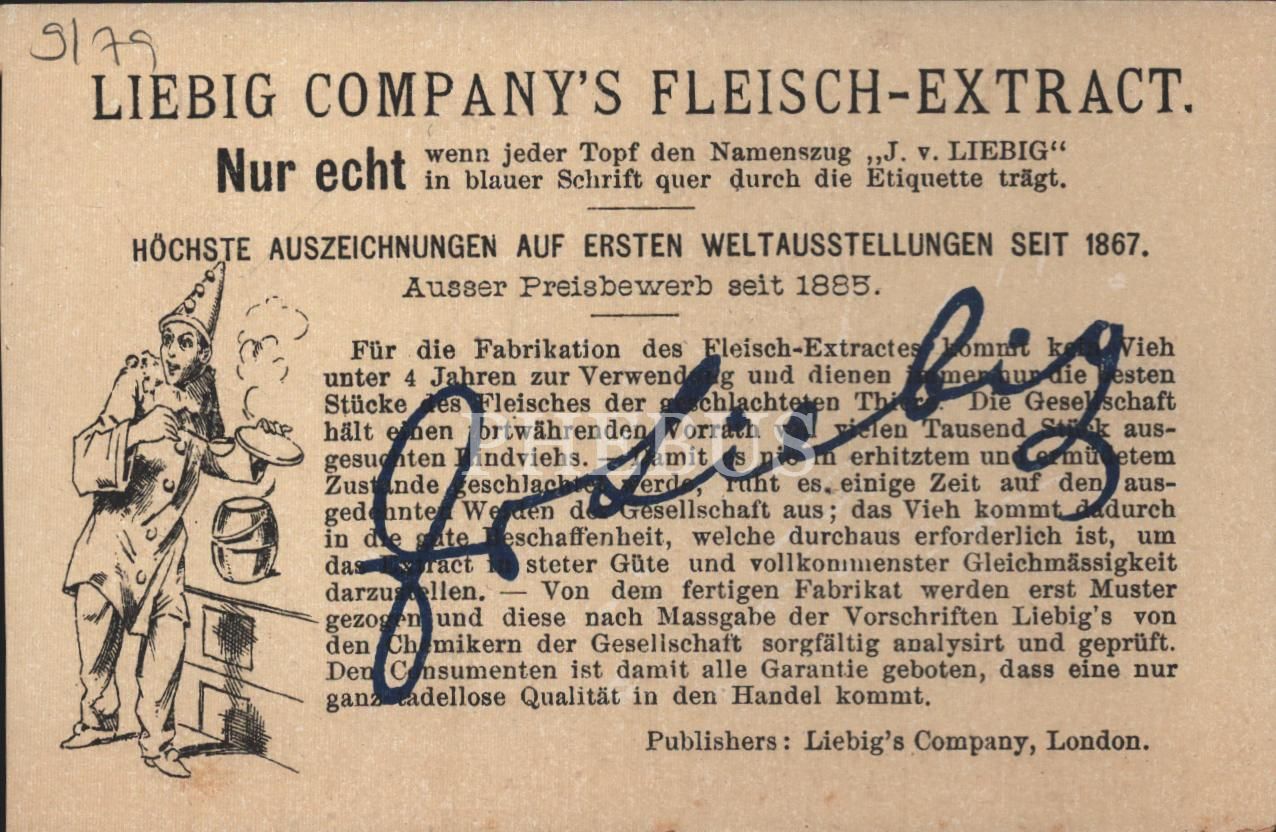 9/79
LIEBIG COMPANY'S FLEISCH-EXTRACT.
Nur echt wenn jeder Topf den Namenszug „J. v. LIEBIG“
in blauer Schrift quer durch die Etiquette trägt.
HÖCHSTE AUSZEICHNUNGEN AUF ERSTEN WELTAUSSTELLUNGEN SEIT 1867.
Ausser Preisbewerb seit 1885.
Für die Fabrikation des Fleisch-Extractes kommt kein Vieh
unter 4 Jahren zur Verwendung und dienen immer nur die besten
Stücke des Fleisches der geschlachteten Thiere. Die Gesellschaft
hält einen fortwährenden Vorrath von vielen Tausend Stück aus-
gesuchten Rindviehs. — Damit es nie in erhitztem und ermüdetem
Zustande geschlachtet werde, ruht es einige Zeit auf den aus-
gedehnten Weiden der Gesellschaft aus; das Vieh kommt dadurch
in die gute Beschaffenheit, welche durchaus erforderlich ist, um
das Extract in steter Güte und vollkommenster Gleichmässigkeit
darzustellen. — Von dem fertigen Fabrikat werden erst Muster
gezogen und diese nach Massgabe der Vorschriften Liebig's von
den Chemikern der Gesellschaft sorgfältig analysirt und geprüft.
Den Consumenten ist damit alle Garantie geboten, dass eine nur
ganz tadellose Qualität in den Handel kommt.
Publishers: Liebig's Company, London.
J v Liebig
PHEBUS